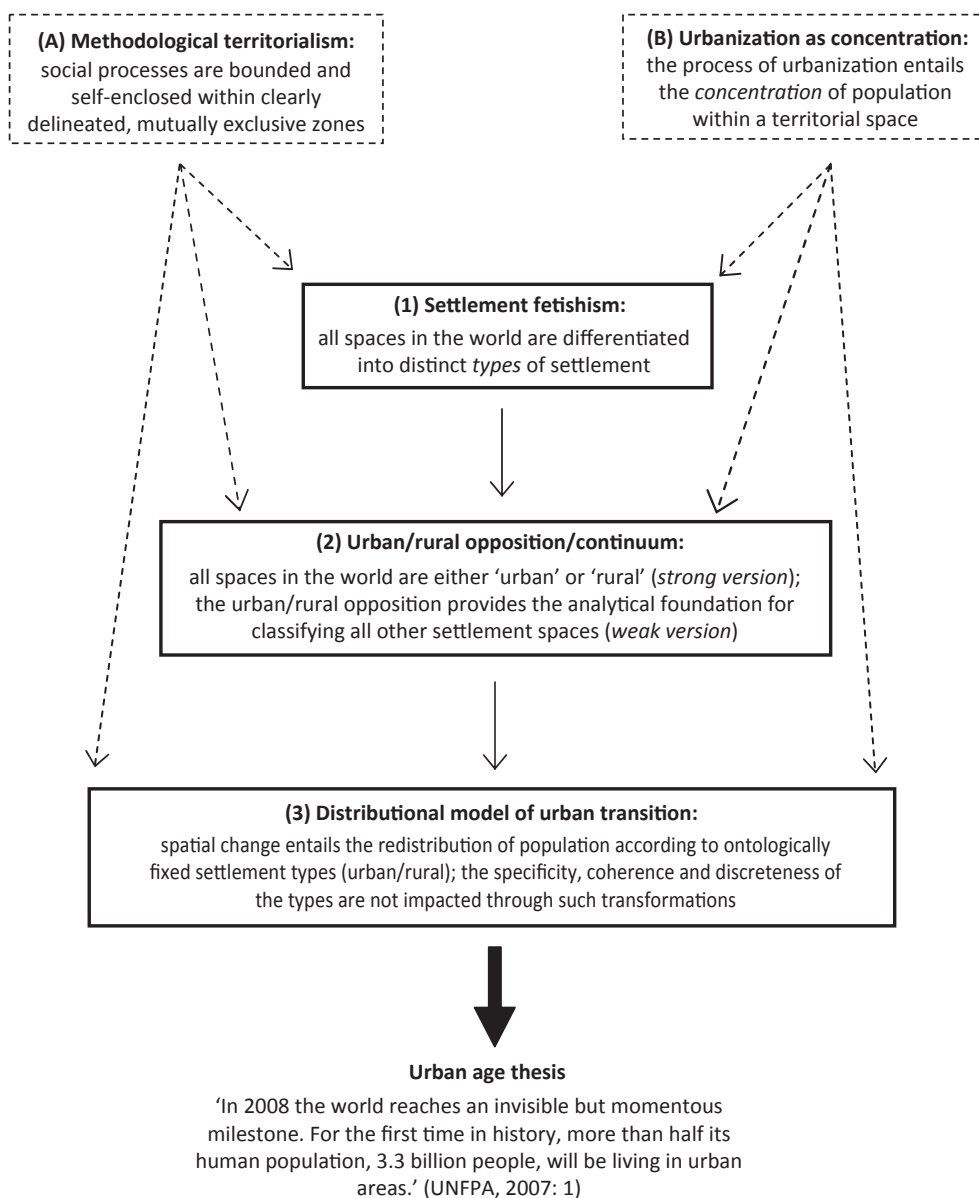 (A) Methodological territorialism:
social processes are bounded and
self-enclosed within clearly
delineated, mutually exclusive zones
(B) Urbanization as concentration:
the process of urbanization entails
the concentration of population
within a territorial space
(1) Settlement fetishism:
all spaces in the world are differentiated
into distinct types of settlement
(2) Urban/rural opposition/continuum:
all spaces in the world are either ‘urban’ or ‘rural’ (strong version);
the urban/rural opposition provides the analytical foundation for
classifying all other settlement spaces (weak version)
(3) Distributional model of urban transition:
spatial change entails the redistribution of population according to ontologically
fixed settlement types (urban/rural); the specificity, coherence and discreteness of
the types are not impacted through such transformations
Urban age thesis
‘In 2008 the world reaches an invisible but momentous
milestone. For the first time in history, more than half its
human population, 3.3 billion people, will be living in urban
areas.’ (UNFPA, 2007: 1)